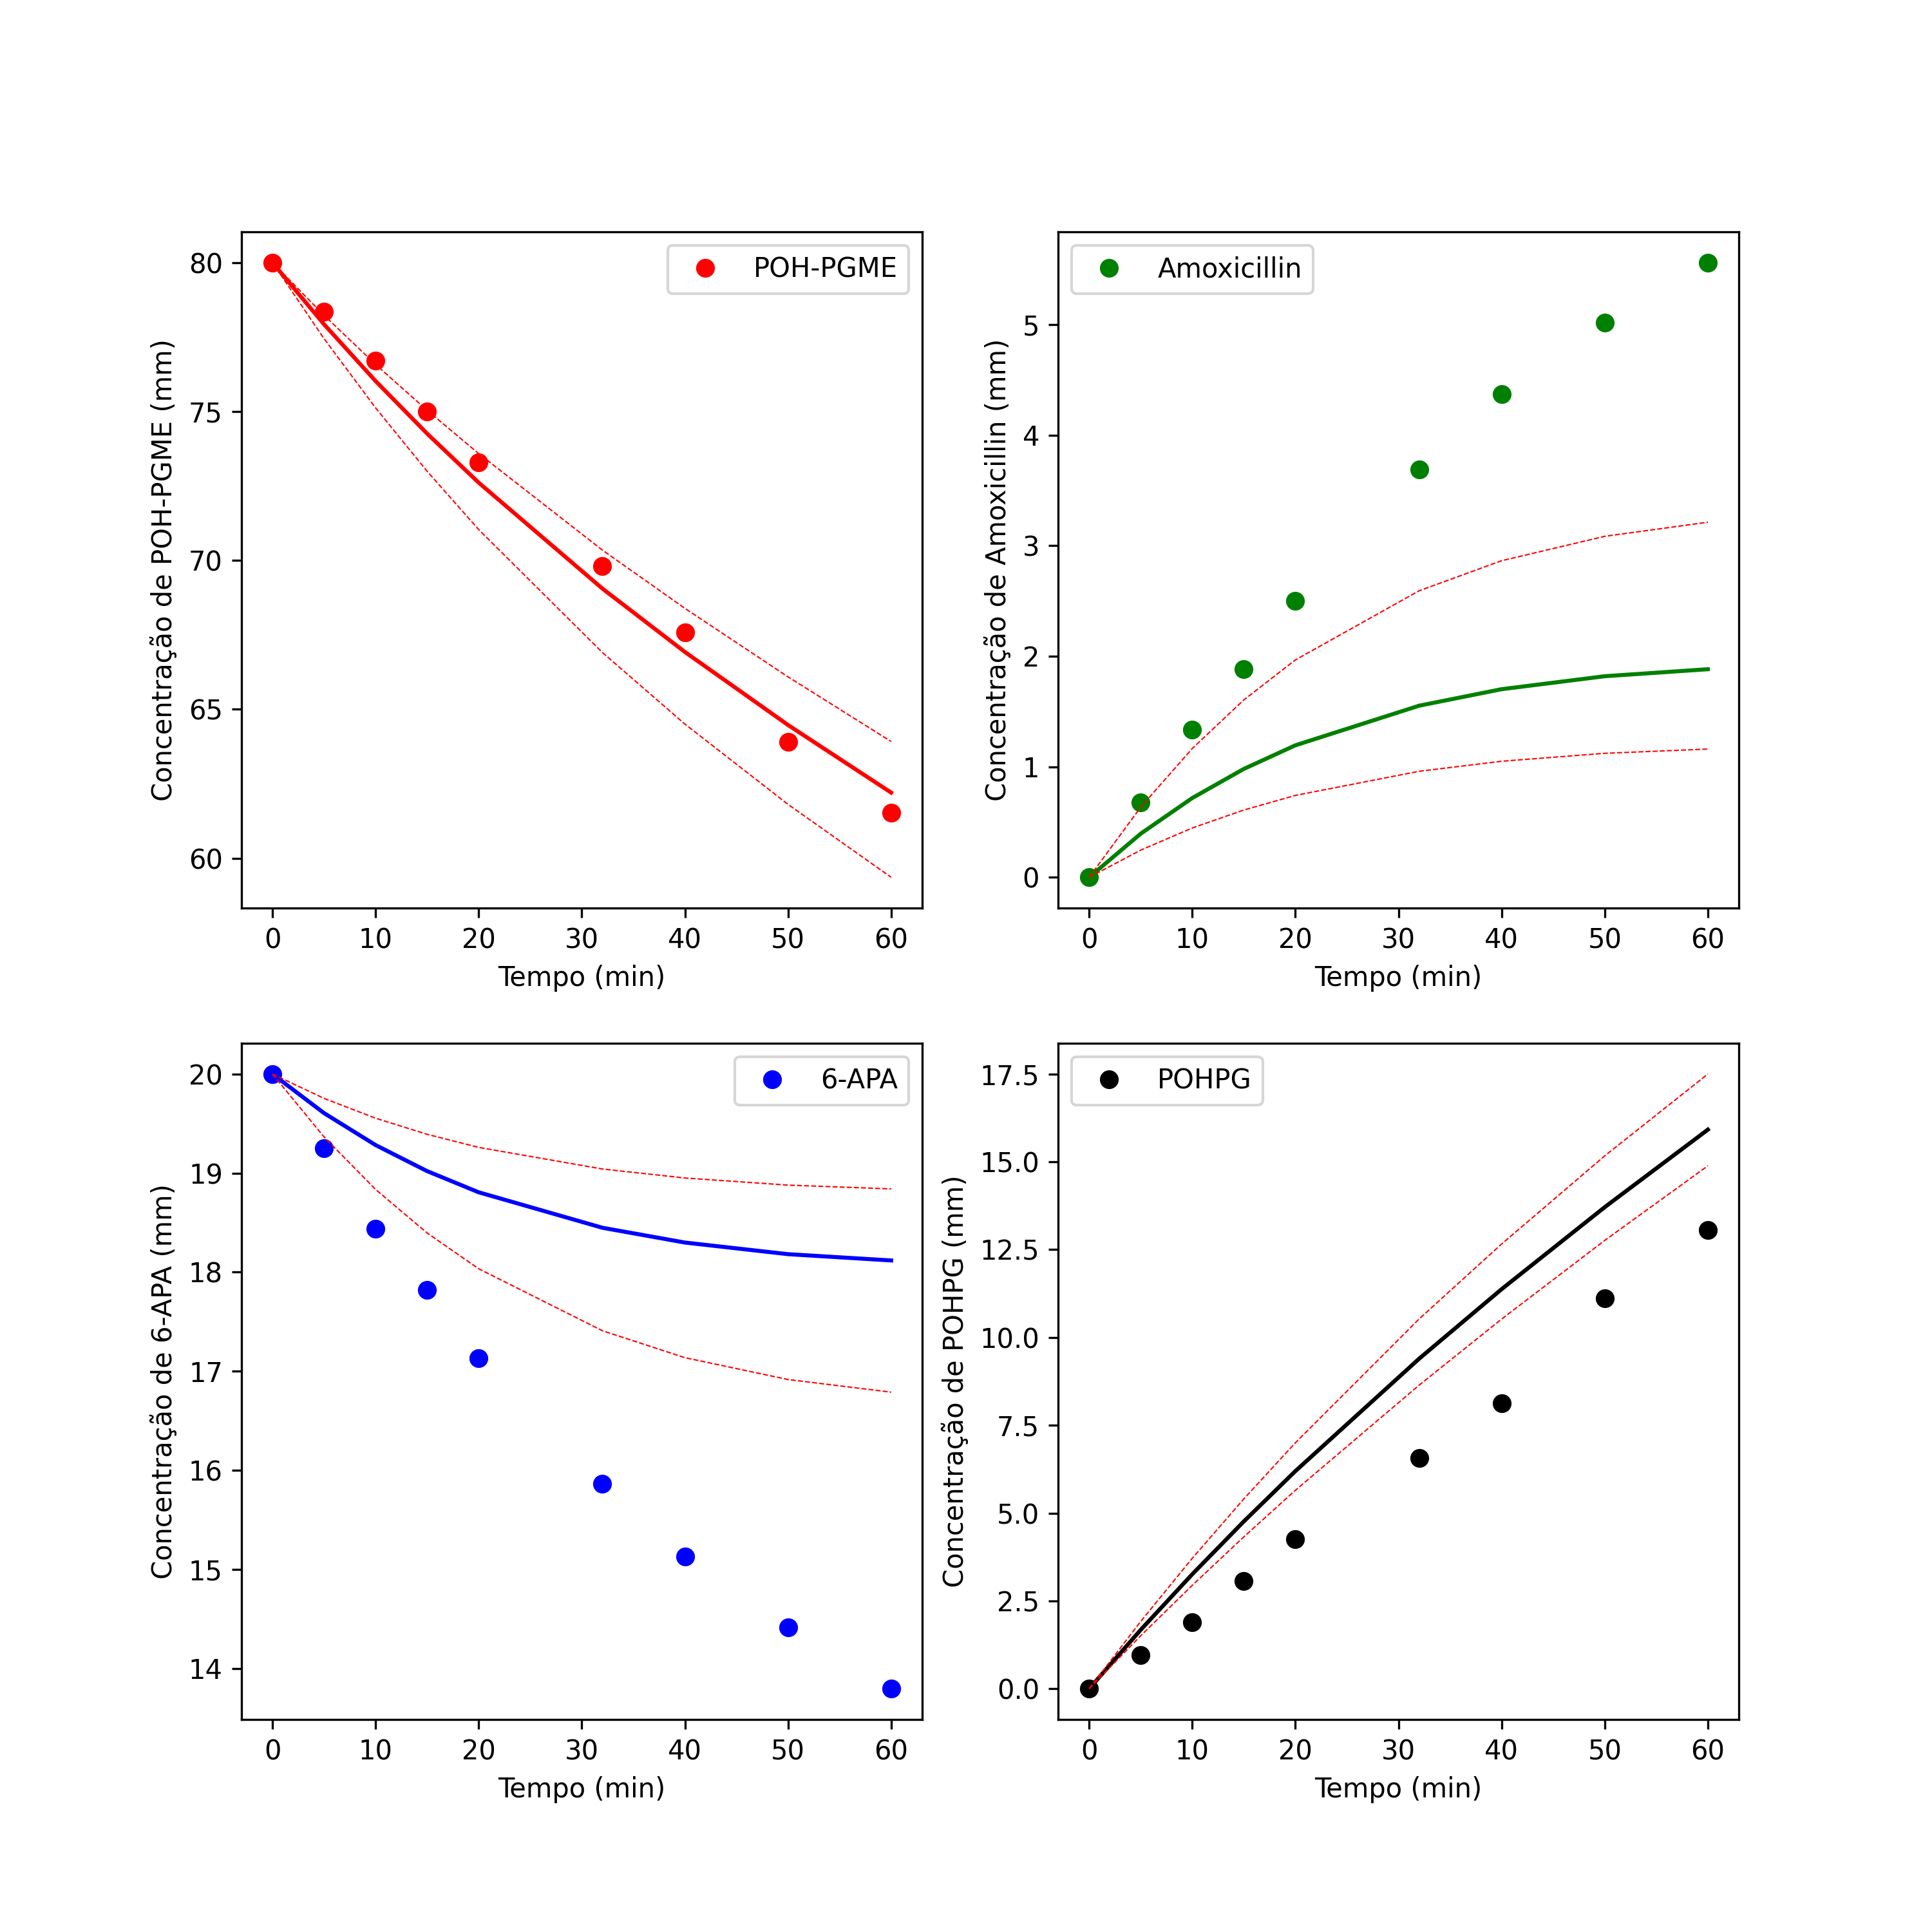 POH-PGME
Concentração de POH-PGME (mm)
80
75
70
65
60
0 10 20 30 40 50 60
Tempo (min)
Amoxicillin
Concentração de Amoxicillin (mm)
5
4
3
2
1
0
0 10 20 30 40 50 60
Tempo (min)
6-APA
Concentração de 6-APA (mm)
20
19
18
17
16
15
14
0 10 20 30 40 50 60
Tempo (min)
POHPG
Concentração de POHPG (mm)
17.5
15.0
12.5
10.0
7.5
5.0
2.5
0.0
0 10 20 30 40 50 60
Tempo (min)